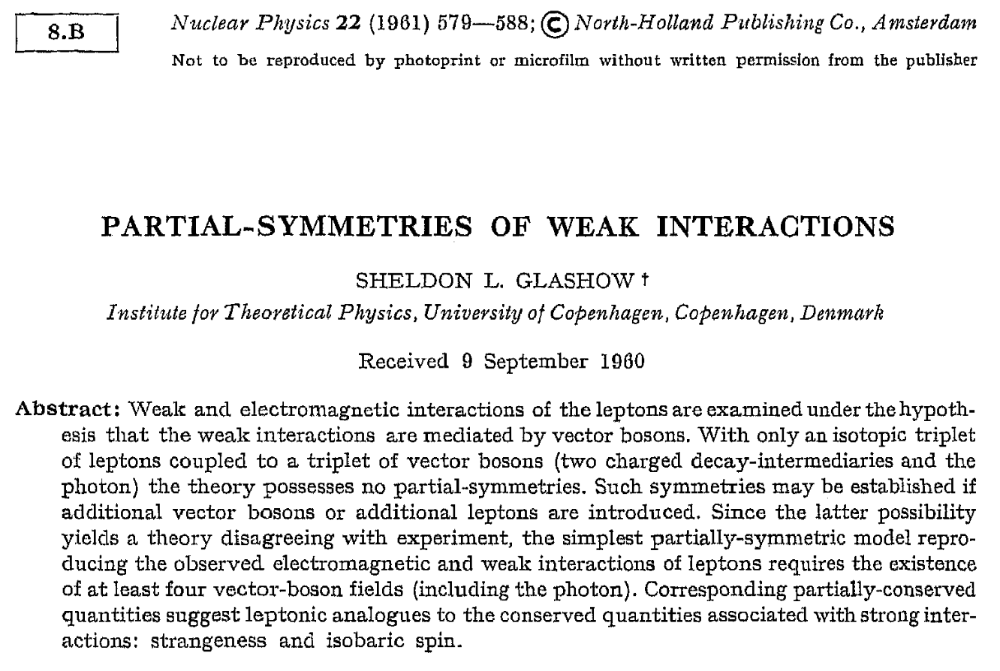 8.B
Nuclear Physics 22 (1961) 579—588; © North-Holland Publishing Co., Amsterdam
Not to be reproduced by photoprint or microfilm without written permission from the publisher
PARTIAL-SYMMETRIES OF WEAK INTERACTIONS
SHELDON L. GLASHOW †
Institute for Theoretical Physics, University of Copenhagen, Copenhagen, Denmark
Received 9 September 1960
Abstract: Weak and electromagnetic interactions of the leptons are examined under the hypoth-
esis that the weak interactions are mediated by vector bosons. With only an isotopic triplet
of leptons coupled to a triplet of vector bosons (two charged decay-intermediaries and the
photon) the theory possesses no partial-symmetries. Such symmetries may be established if
additional vector bosons or additional leptons are introduced. Since the latter possibility
yields a theory disagreeing with experiment, the simplest partially-symmetric model repro-
ducing the observed electromagnetic and weak interactions of leptons requires the existence
of at least four vector-boson fields (including the photon). Corresponding partially-conserved
quantities suggest leptonic analogues to the conserved quantities associated with strong inter-
actions: strangeness and isobaric spin.